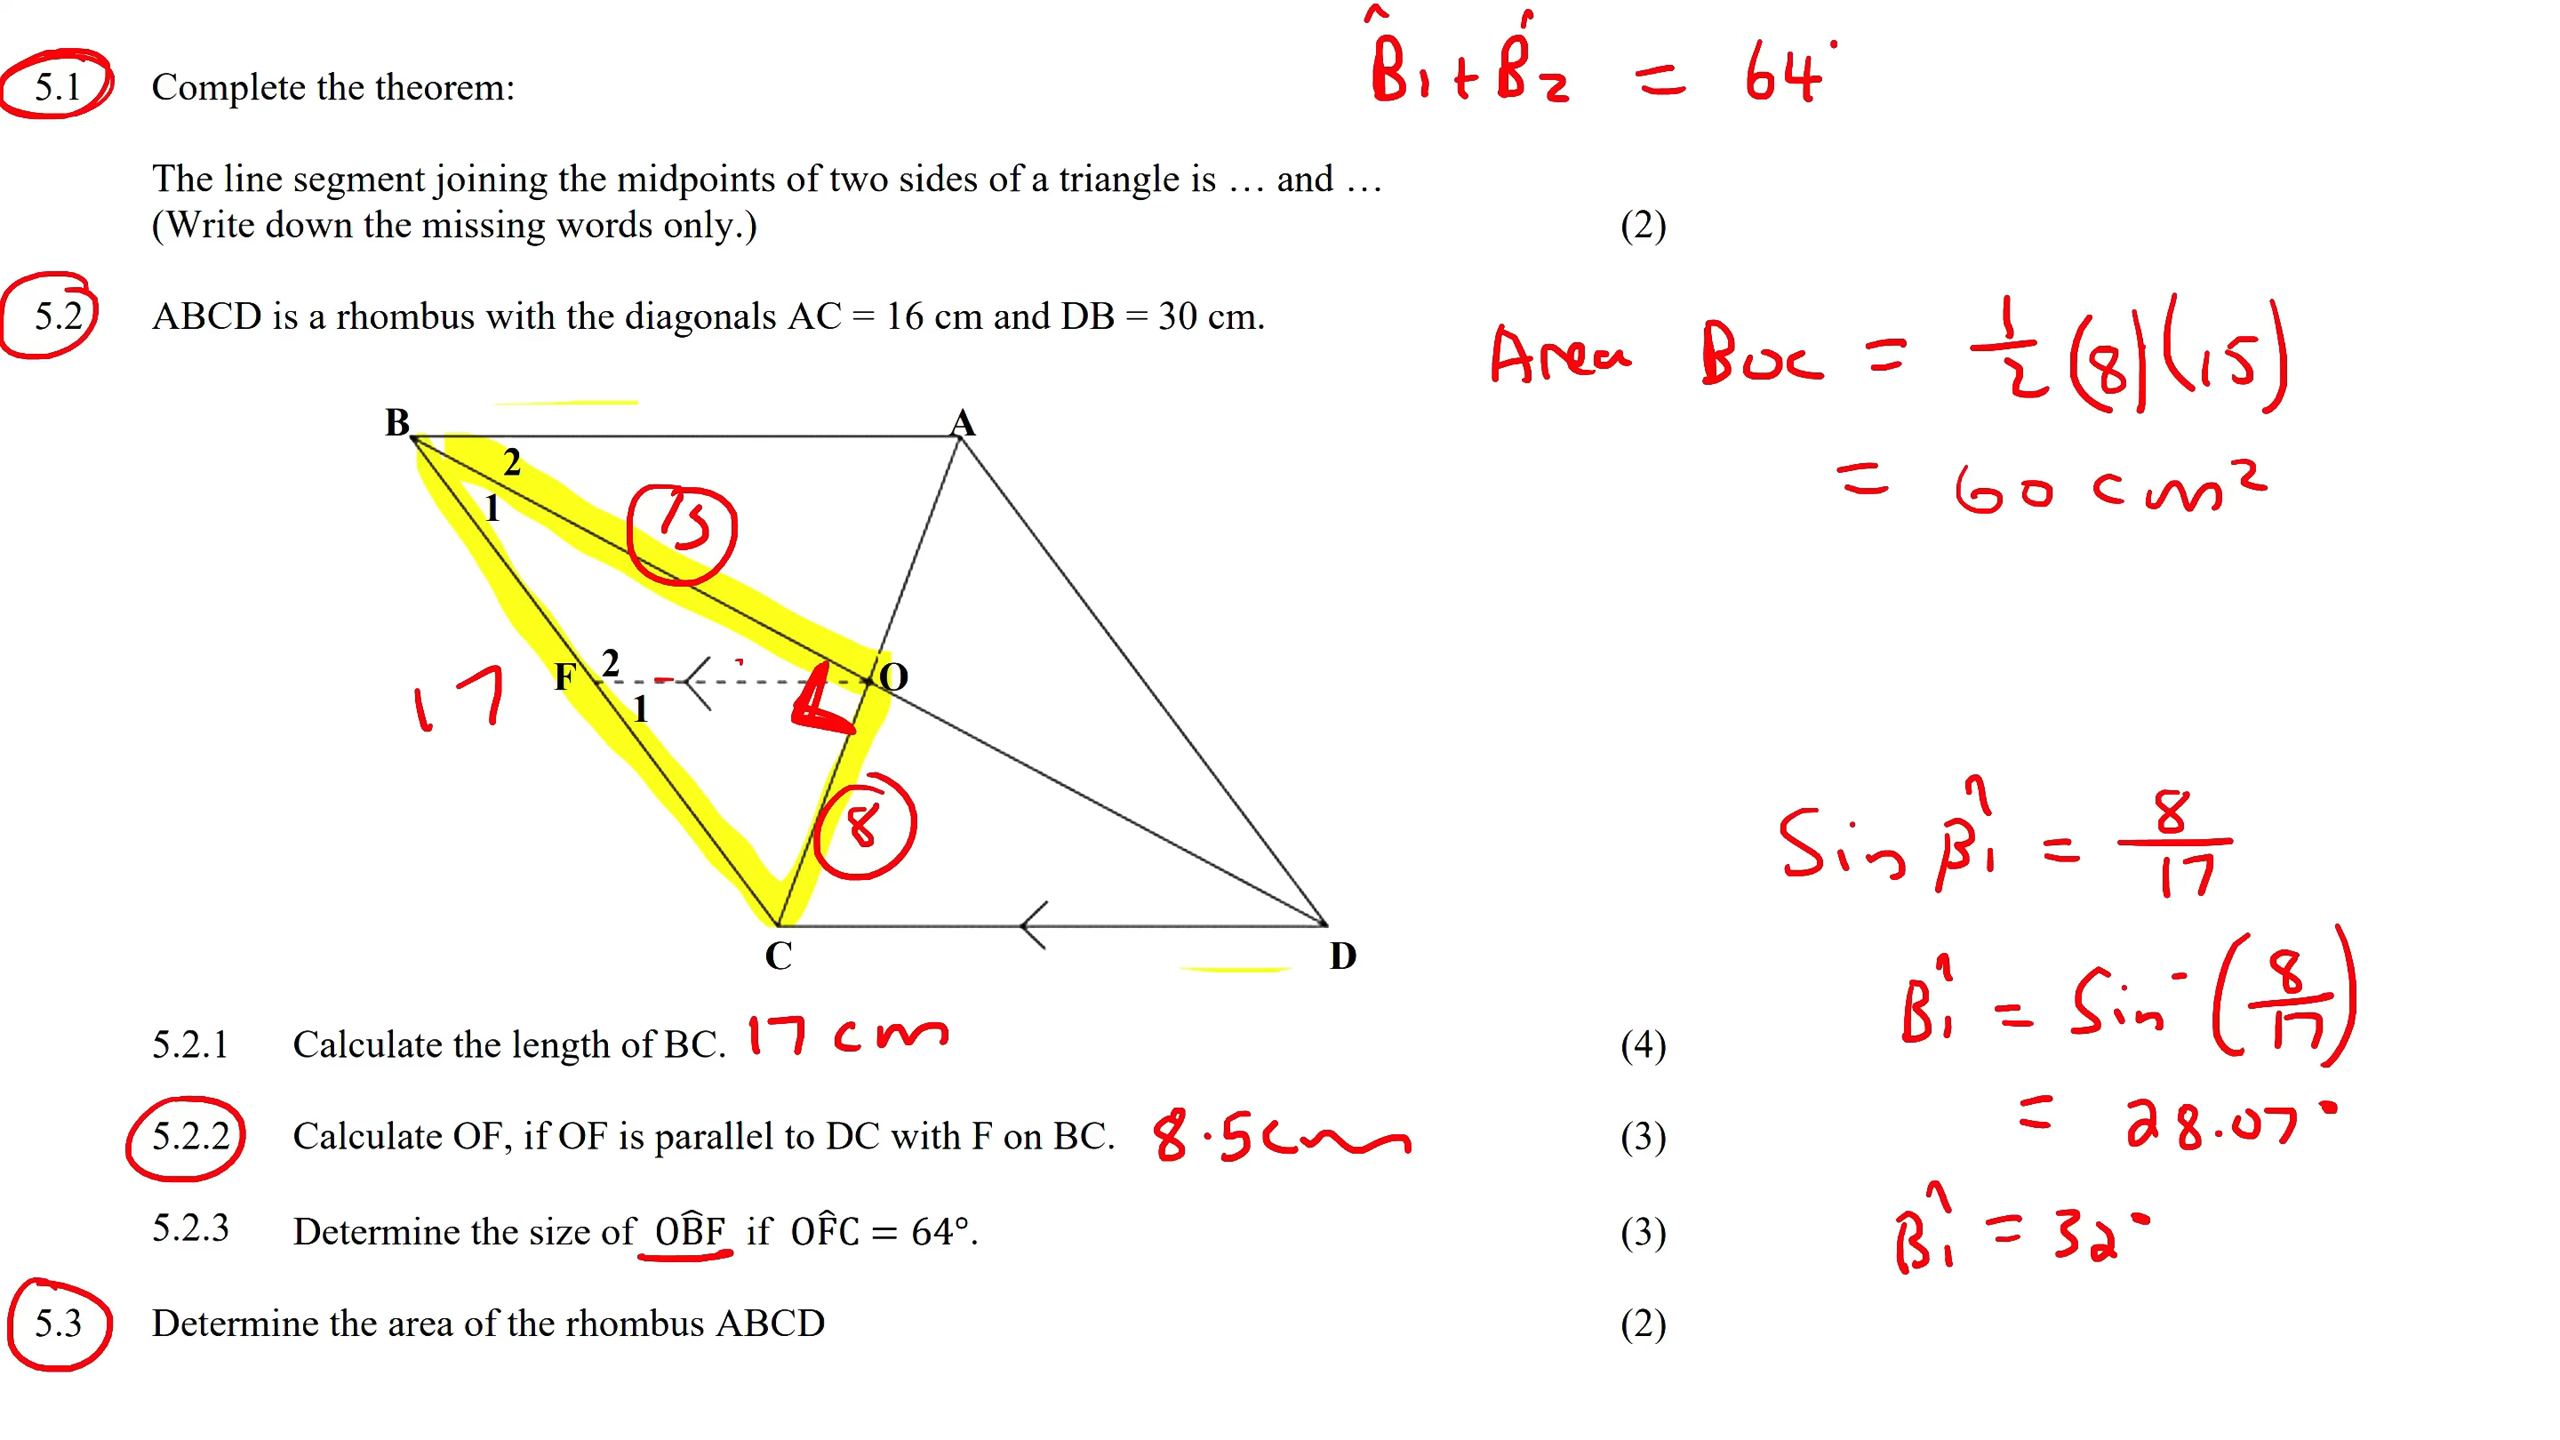 B̂1 + B̂2 = 64°
5.1 Complete the theorem:
The line segment joining the midpoints of two sides of a triangle is … and …
(Write down the missing words only.) (2)
5.2 ABCD is a rhombus with the diagonals AC = 16 cm and DB = 30 cm.
Area BOC = 1/2 (8)(15)
= 60 cm²
B A
2
1
15
F 2 O
1
17
8
C D
Sin B̂1 = 8/17
B̂1 = Sin⁻ (8/17)
= 28.07°
B̂1 = 32°
5.2.1 Calculate the length of BC. 17 cm (4)
5.2.2 Calculate OF, if OF is parallel to DC with F on BC. 8.5cm (3)
5.2.3 Determine the size of OB̂F if OF̂C = 64°. (3)
5.3 Determine the area of the rhombus ABCD (2)